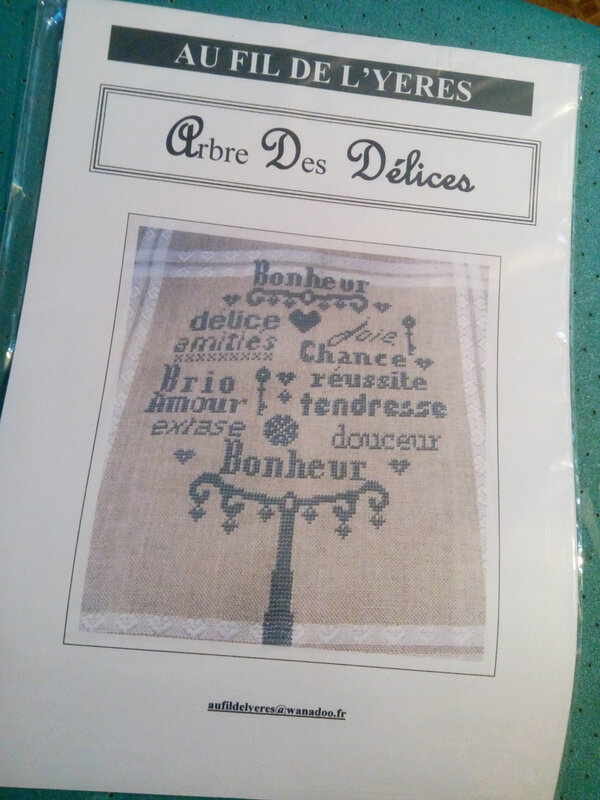 AU FIL DE L'YERES
Arbre Des Délices
Bonheur
délice
joie
amitiés
Chance
Brio
réussite
Amour
tendresse
extase
douceur
Bonheur
aufildelyeres@wanadoo.fr